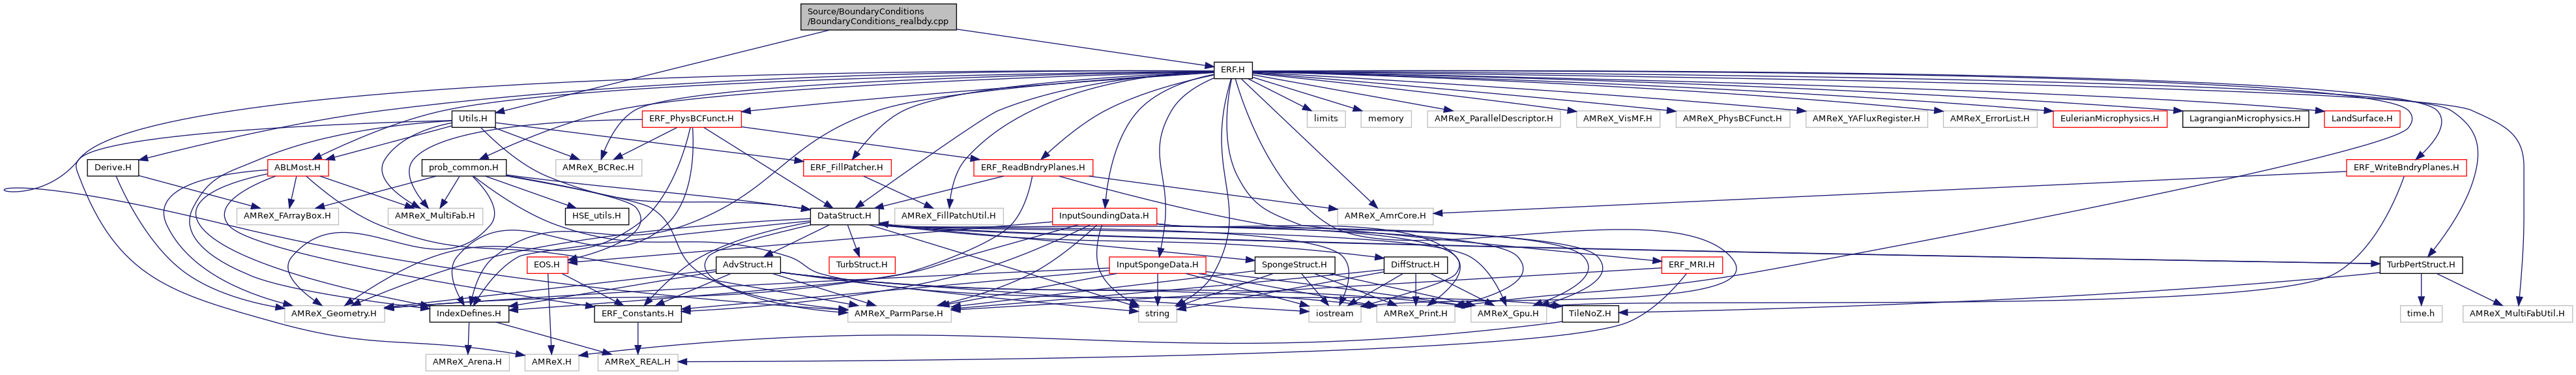 Source/BoundaryConditions
/BoundaryConditions_realbdy.cpp
ERF.H
Utils.H
ERF_PhysBCFunct.H
limits
memory
AMReX_ParallelDescriptor.H
AMReX_VisMF.H
AMReX_PhysBCFunct.H
AMReX_YAFluxRegister.H
AMReX_ErrorList.H
EulerianMicrophysics.H
LagrangianMicrophysics.H
LandSurface.H
Derive.H
ABLMost.H
prob_common.H
AMReX_BCRec.H
ERF_FillPatcher.H
ERF_ReadBndryPlanes.H
ERF_WriteBndryPlanes.H
AMReX_FArrayBox.H
AMReX_MultiFab.H
HSE_utils.H
DataStruct.H
AMReX_FillPatchUtil.H
InputSoundingData.H
AMReX_AmrCore.H
EOS.H
AdvStruct.H
TurbStruct.H
InputSpongeData.H
SpongeStruct.H
DiffStruct.H
ERF_MRI.H
TurbPertStruct.H
AMReX_Geometry.H
IndexDefines.H
ERF_Constants.H
AMReX_ParmParse.H
string
iostream
AMReX_Print.H
AMReX_Gpu.H
TileNoZ.H
time.h
AMReX_MultiFabUtil.H
AMReX_Arena.H
AMReX.H
AMReX_REAL.H